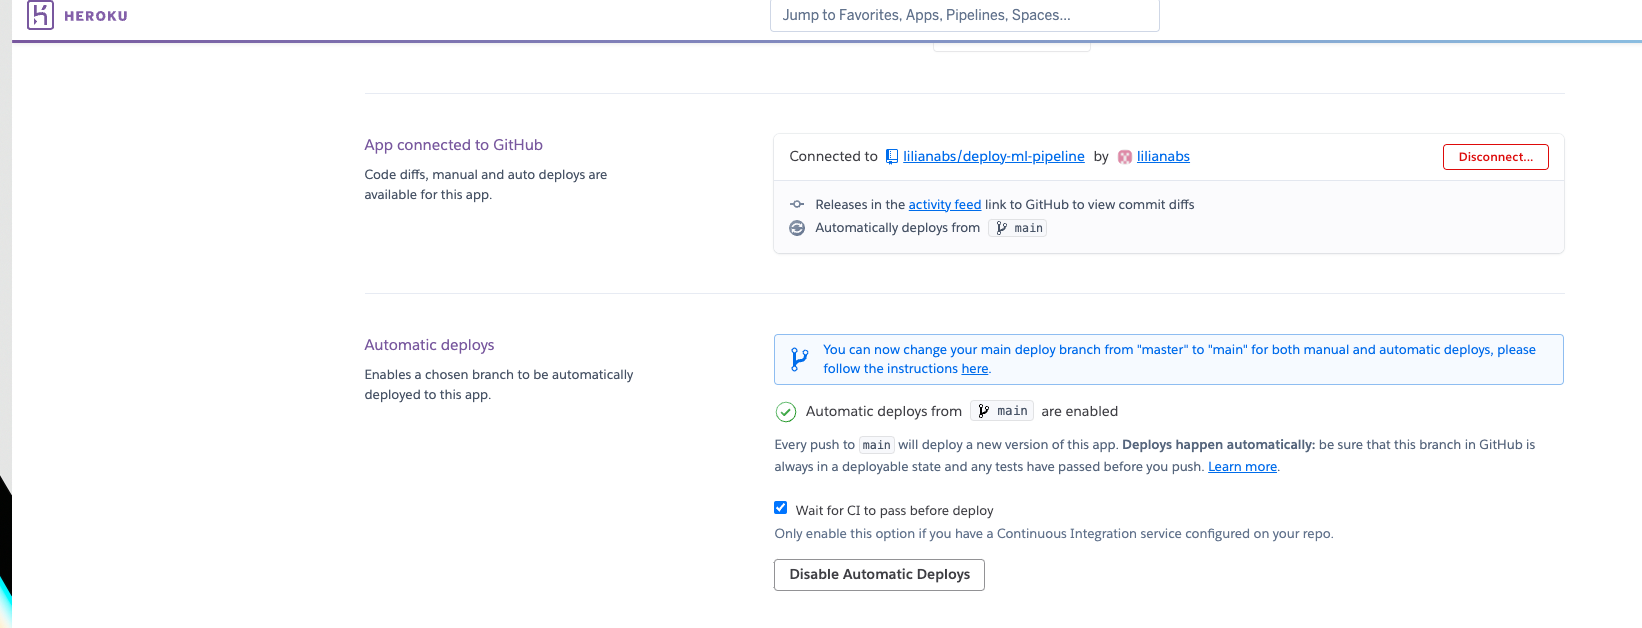 HEROKU
Jump to Favorites, Apps, Pipelines, Spaces...
App connected to GitHub
Code diffs, manual and auto deploys are
available for this app.
Connected to lilianabs/deploy-ml-pipeline by lilianabs
Disconnect...
Releases in the activity feed link to GitHub to view commit diffs
Automatically deploys from main
Automatic deploys
Enables a chosen branch to be automatically
deployed to this app.
You can now change your main deploy branch from "master" to "main" for both manual and automatic deploys, please
follow the instructions here.
Automatic deploys from main are enabled
Every push to main will deploy a new version of this app. Deploys happen automatically: be sure that this branch in GitHub is
always in a deployable state and any tests have passed before you push. Learn more.
Wait for CI to pass before deploy
Only enable this option if you have a Continuous Integration service configured on your repo.
Disable Automatic Deploys